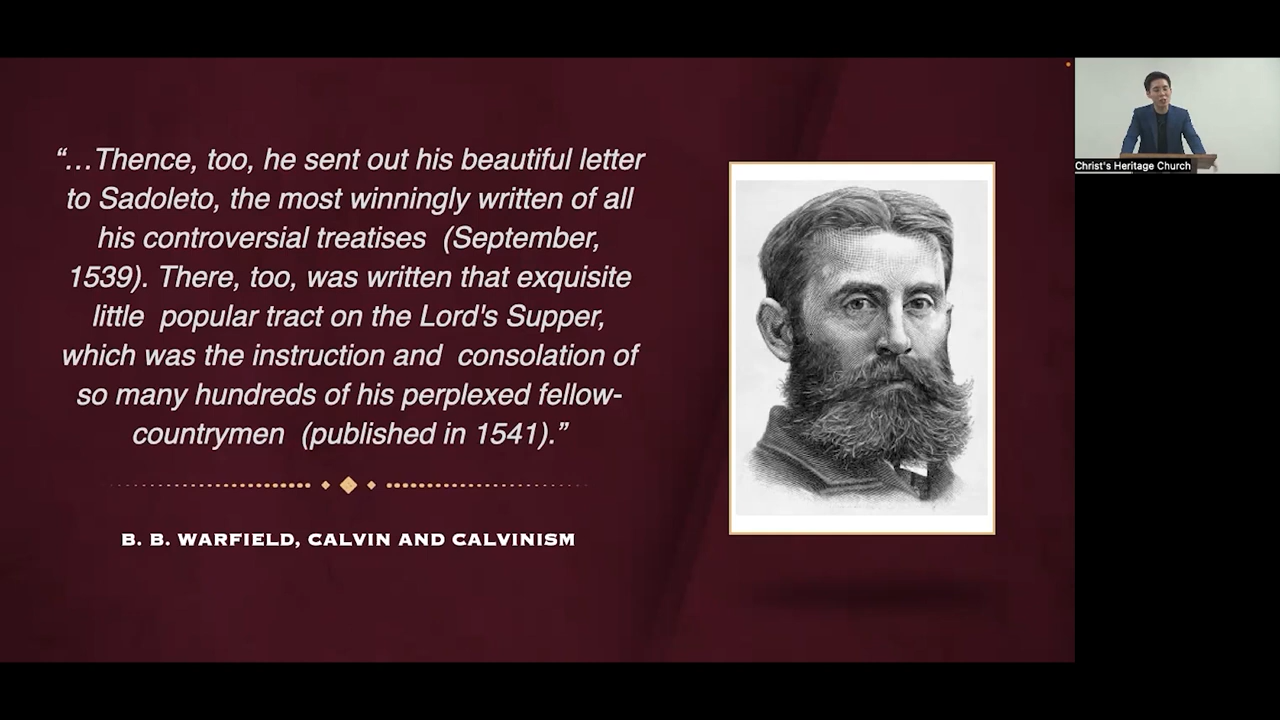 “…Thence, too, he sent out his beautiful letter
to Sadoleto, the most winningly written of all
his controversial treatises (September,
1539). There, too, was written that exquisite
little popular tract on the Lord's Supper,
which was the instruction and consolation of
so many hundreds of his perplexed fellow-
countrymen (published in 1541).”
B. B. WARFIELD, CALVIN AND CALVINISM
Christ's Heritage Church